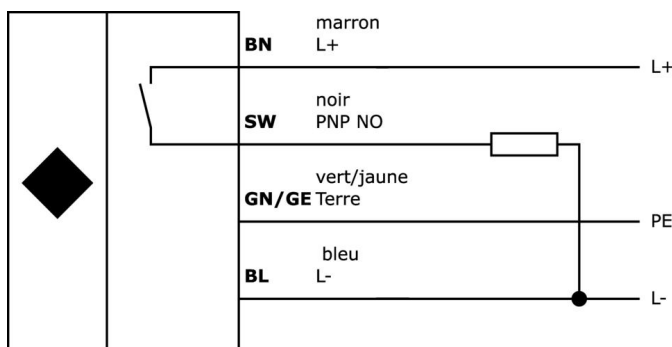 marron
BN L+
L+
noir
SW PNP NO
vert/jaune
GN/GE Terre
PE
bleu
BL L-
L-